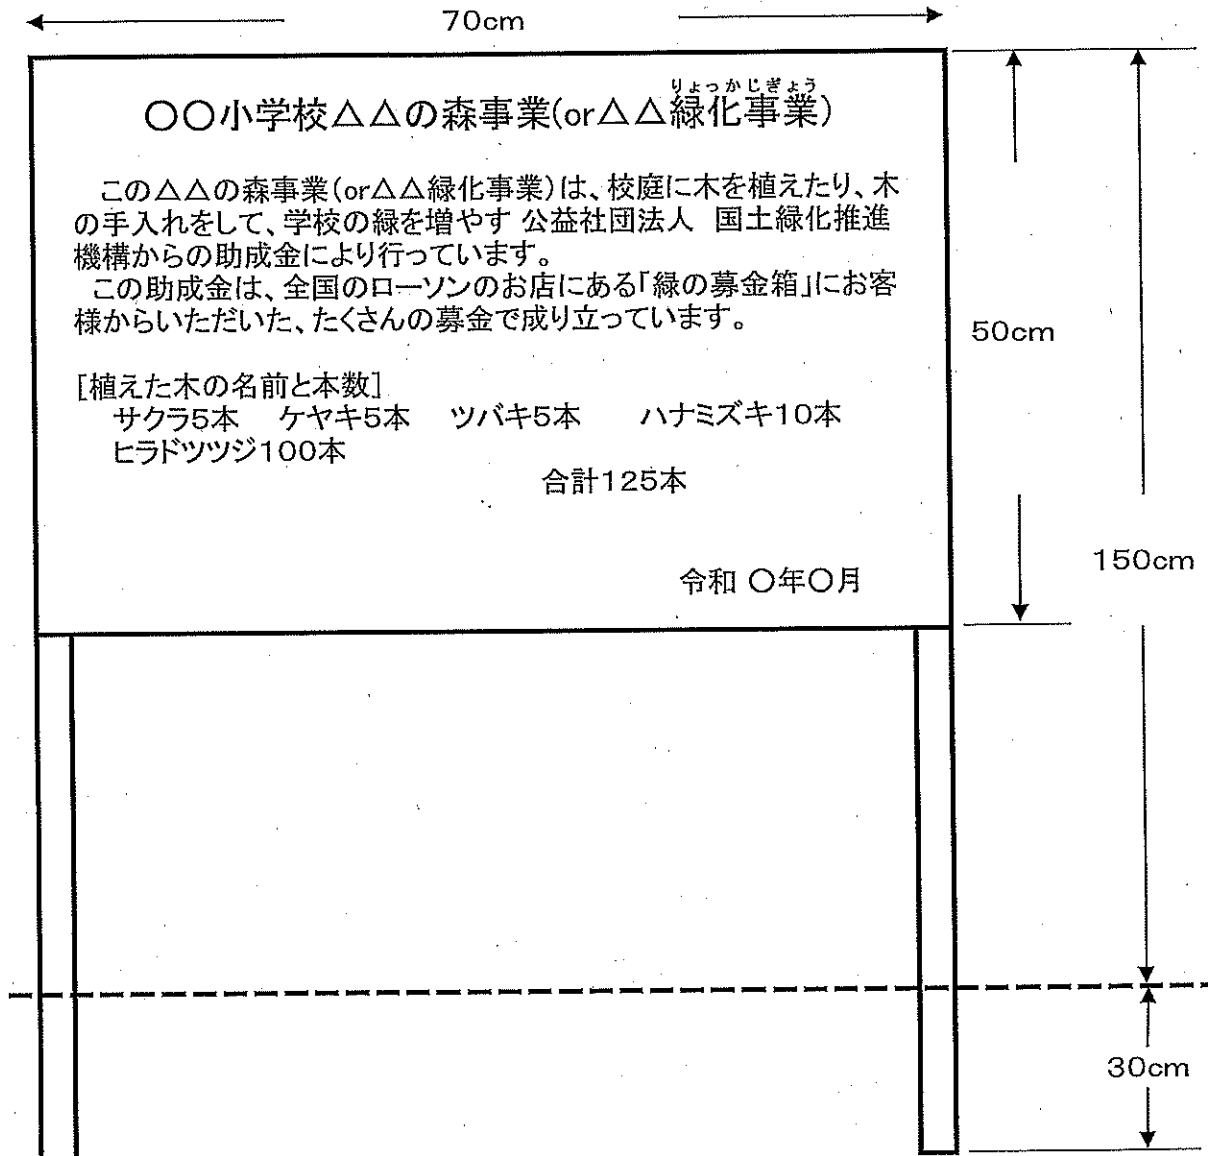 70cm
りょっかじぎょう
〇〇小学校△△の森事業(or△△緑化事業)
この△△の森事業(or△△緑化事業)は、校庭に木を植えたり、木
の手入れをして、学校の緑を増やす 公益社団法人　国土緑化推進
機構からの助成金により行っています。
この助成金は、全国のローソンのお店にある「緑の募金箱」にお客
様からいただいた、たくさんの募金で成り立っています。
50cm
[植えた木の名前と本数]
サクラ5本　ケヤキ5本　ツバキ5本　　ハナミズキ10本
ヒラドツツジ100本
合計125本
150cm
令和 〇年〇月
30cm